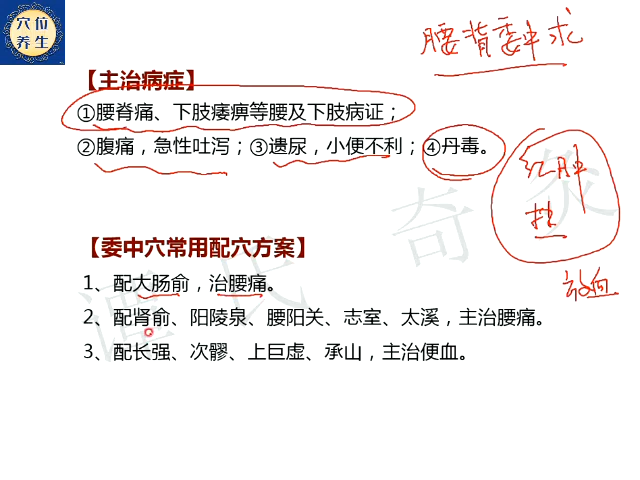 穴位
养生
腰背委中求
【主治病症】
①腰脊痛、下肢痿痹等腰及下肢病证；
②腹痛，急性吐泻；③遗尿，小便不利；④丹毒。
红肿
放血
【委中穴常用配穴方案】
1、配大肠俞，治腰痛。
2、配肾俞、阳陵泉、腰阳关、志室、太溪，主治腰痛。
3、配长强、次髎、上巨虚、承山，主治便血。